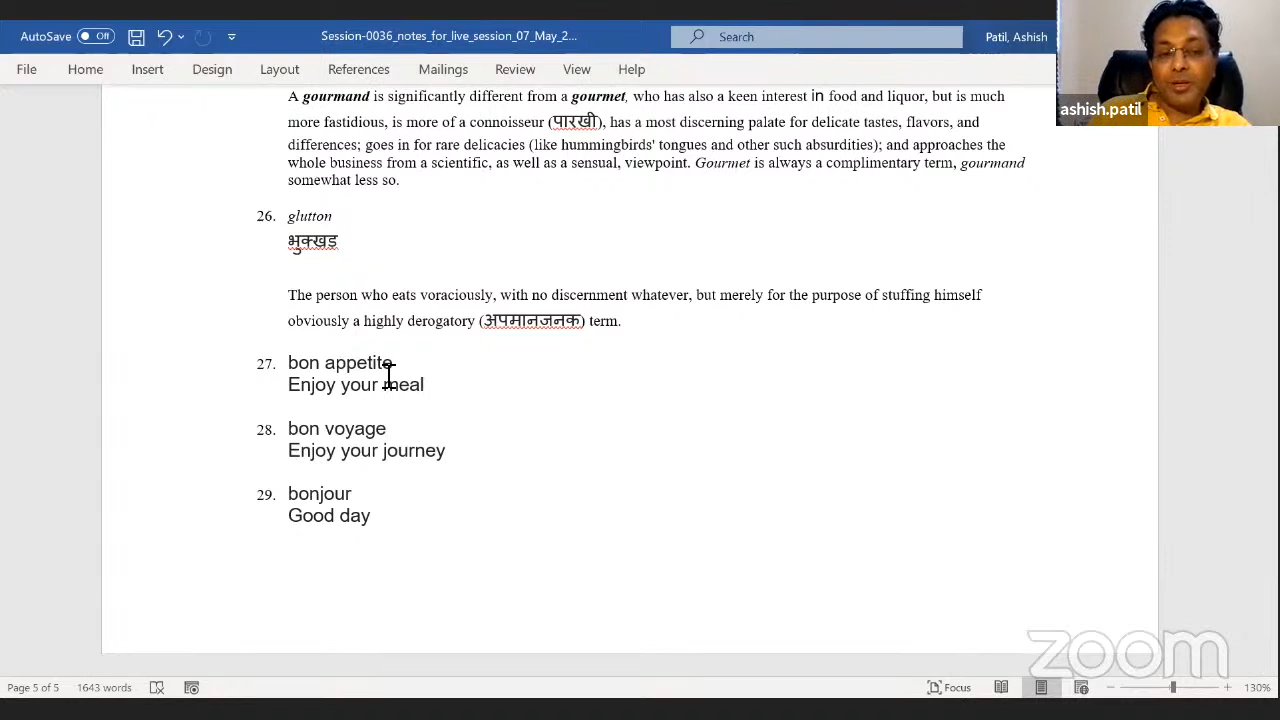 AutoSave Off Session-0036_notes_for_live_session_07_May_2... Search Patil, Ashish
File Home Insert Design Layout References Mailings Review View Help
ashish.patil
A gourmand is significantly different from a gourmet, who has also a keen interest in food and liquor, but is much
more fastidious, is more of a connosseur (पारखी), has a most discerning palate for delicate tastes, flavors, and
differences; goes in for rare delicacies (like hummingbirds' tongues and other such absurdities); and approaches the
whole business from a scientific, as well as a sensual, viewpoint. Gourmet is always a complimentary term, gourmand
somewhat less so.
26. glutton
भुक्खड
The person who eats voraciously, with no discernment whatever, but merely for the purpose of stuffing himself
obviously a highly derogatory (अपमानजनक) term.
27. bon appetite
Enjoy your meal
28. bon voyage
Enjoy your journey
29. bonjour
Good day
zoom
Page 5 of 5 1643 words Focus 130%